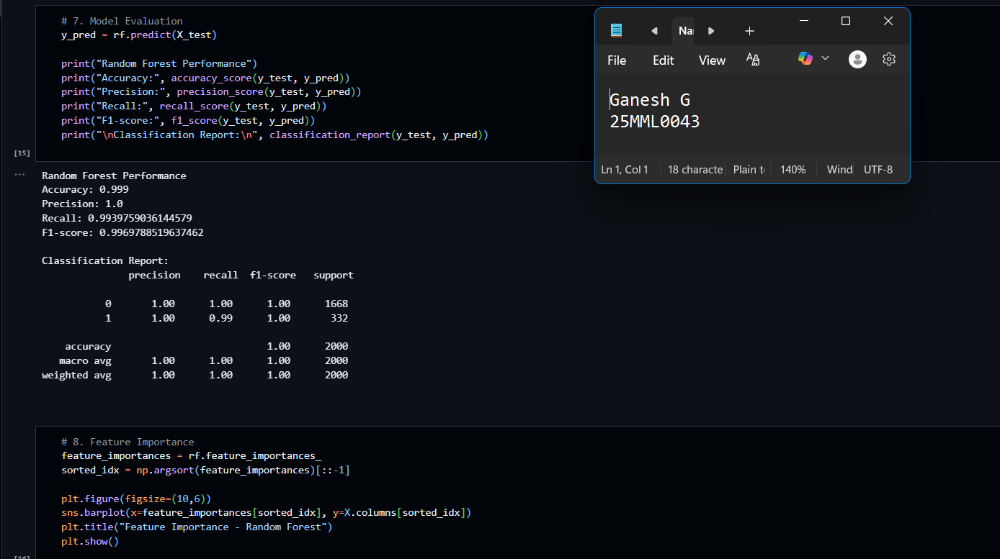 # 7. Model Evaluation
y_pred = rf.predict(X_test)
print("Random Forest Performance")
print("Accuracy:", accuracy_score(y_test, y_pred))
print("Precision:", precision_score(y_test, y_pred))
print("Recall:", recall_score(y_test, y_pred))
print("F1-score:", f1_score(y_test, y_pred))
print("\nClassification Report:\n", classification_report(y_test, y_pred))
[15]
Na
File Edit View
Ganesh G
25MML0043
Ln 1, Col 1 18 characte Plain t 140% Wind UTF-8
...
Random Forest Performance
Accuracy: 0.999
Precision: 1.0
Recall: 0.9939759036144579
F1-score: 0.9969788519637462
Classification Report:
precision recall f1-score support
0 1.00 1.00 1.00 1668
1 1.00 0.99 1.00 332
accuracy 1.00 2000
macro avg 1.00 1.00 1.00 2000
weighted avg 1.00 1.00 1.00 2000
# 8. Feature Importance
feature_importances = rf.feature_importances_
sorted_idx = np.argsort(feature_importances)[::-1]
plt.figure(figsize=(10,6))
sns.barplot(x=feature_importances[sorted_idx], y=X.columns[sorted_idx])
plt.title("Feature Importance - Random Forest")
plt.show()
[16]